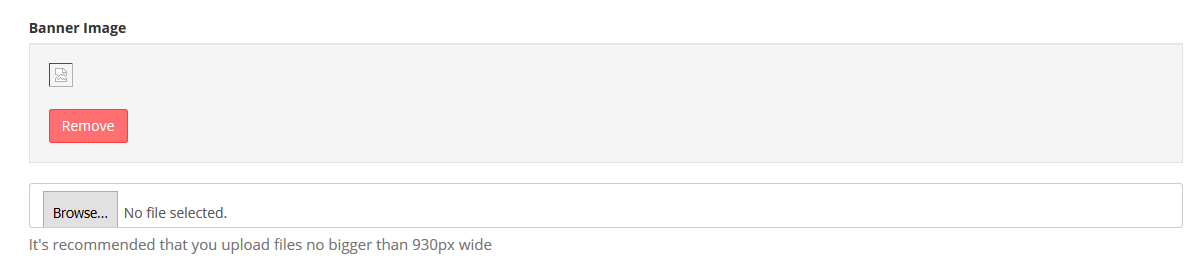 Banner Image
Remove
Browse... No file selected.
It's recommended that you upload files no bigger than 930px wide